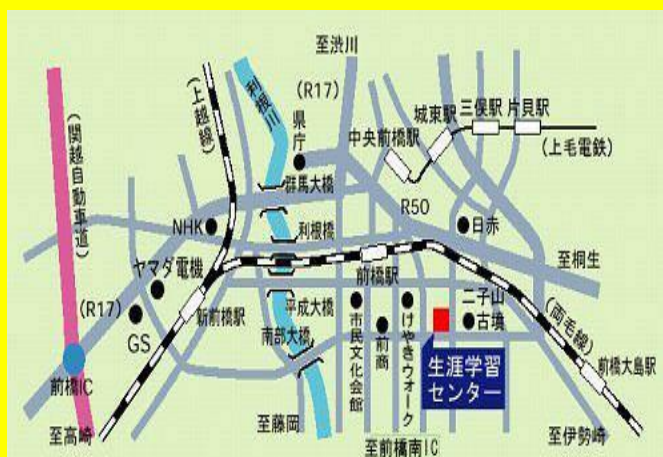 至渋川
(上越線)
利根川
(R17)
県庁
城東駅
三俣駅
片貝駅
中央前橋駅
(上毛電鉄)
(関越自動車道)
群馬大橋
R50
NHK
利根橋
日赤
ヤマダ電機
前橋駅
至桐生
(R17)
GS
新前橋駅
平成大橋
二子山
古墳
(両毛線)
南部大橋
市民文化会館
前商
けやきウォーク
生涯学習
センター
前橋大島駅
前橋IC
至高崎
至藤岡
至前橋南IC
至伊勢崎